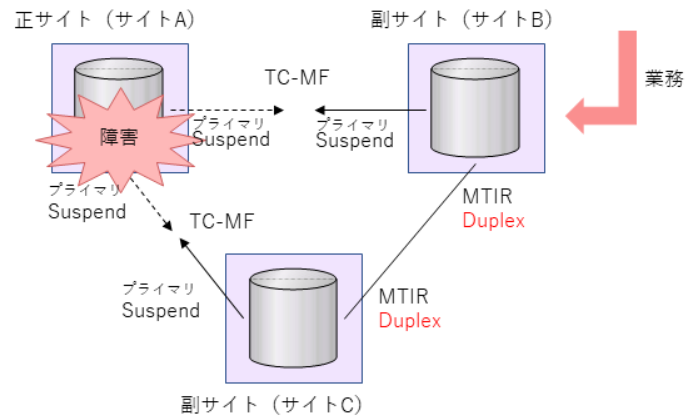 正サイト（サイトA）
副サイト（サイトB）
TC-MF
業務
障害
プライマリ
Suspend
プライマリ
Suspend
プライマリ
Suspend
MTIR
Duplex
TC-MF
プライマリ
Suspend
MTIR
Duplex
副サイト（サイトC）